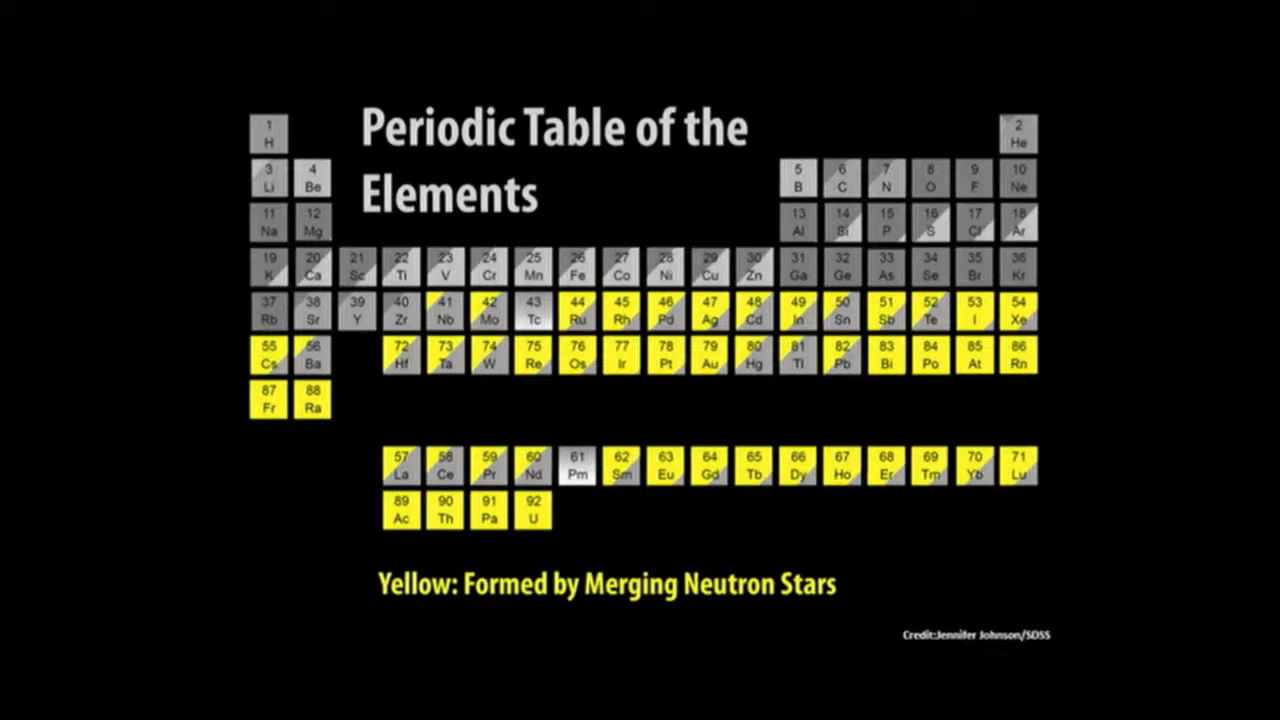 Periodic Table of the
Elements
1 2
H He
3 4 5 6 7 8 9 10
Li Be B C N O F Ne
11 12 13 14 15 16 17 18
Na Mg Al Si P S Cl Ar
19 20 21 22 23 24 25 26 27 28 29 30 31 32 33 34 35 36
K Ca Sc Ti V Cr Mn Fe Co Ni Cu Zn Ga Ge As Se Br Kr
37 38 39 40 41 42 43 44 45 46 47 48 49 50 51 52 53 54
Rb Sr Y Zr Nb Mo Tc Ru Rh Pd Ag Cd In Sn Sb Te I Xe
55 56 72 73 74 75 76 77 78 79 80 81 82 83 84 85 86
Cs Ba Hf Ta W Re Os Ir Pt Au Hg Tl Pb Bi Po At Rn
87 88
Fr Ra
57 58 59 60 61 62 63 64 65 66 67 68 69 70 71
La Ce Pr Nd Pm Sm Eu Gd Tb Dy Ho Er Tm Yb Lu
89 90 91 92
Ac Th Pa U
Yellow: Formed by Merging Neutron Stars
Credit:Jennifer Johnson/SDSS